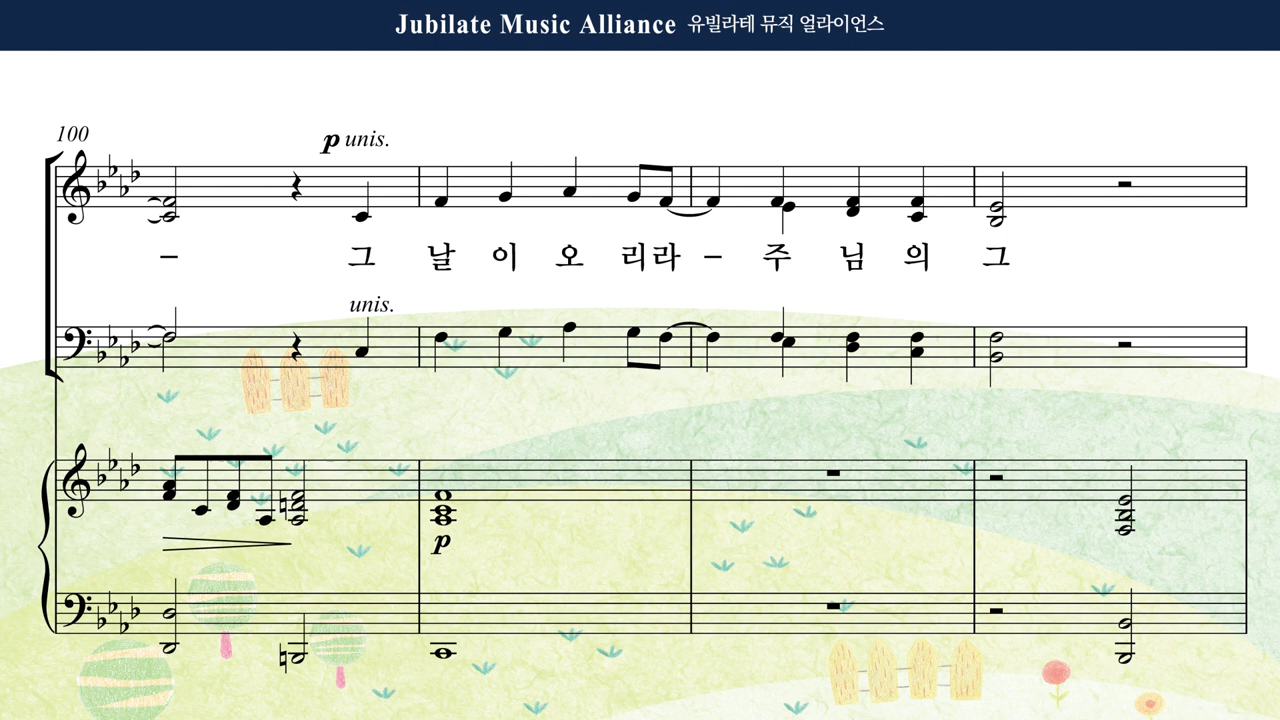 Jubilate Music Alliance 유빌라테 뮤직 얼라이언스
100
p unis.
– 그 날 이 오 리 라 – 주 님 의 그
unis.
p